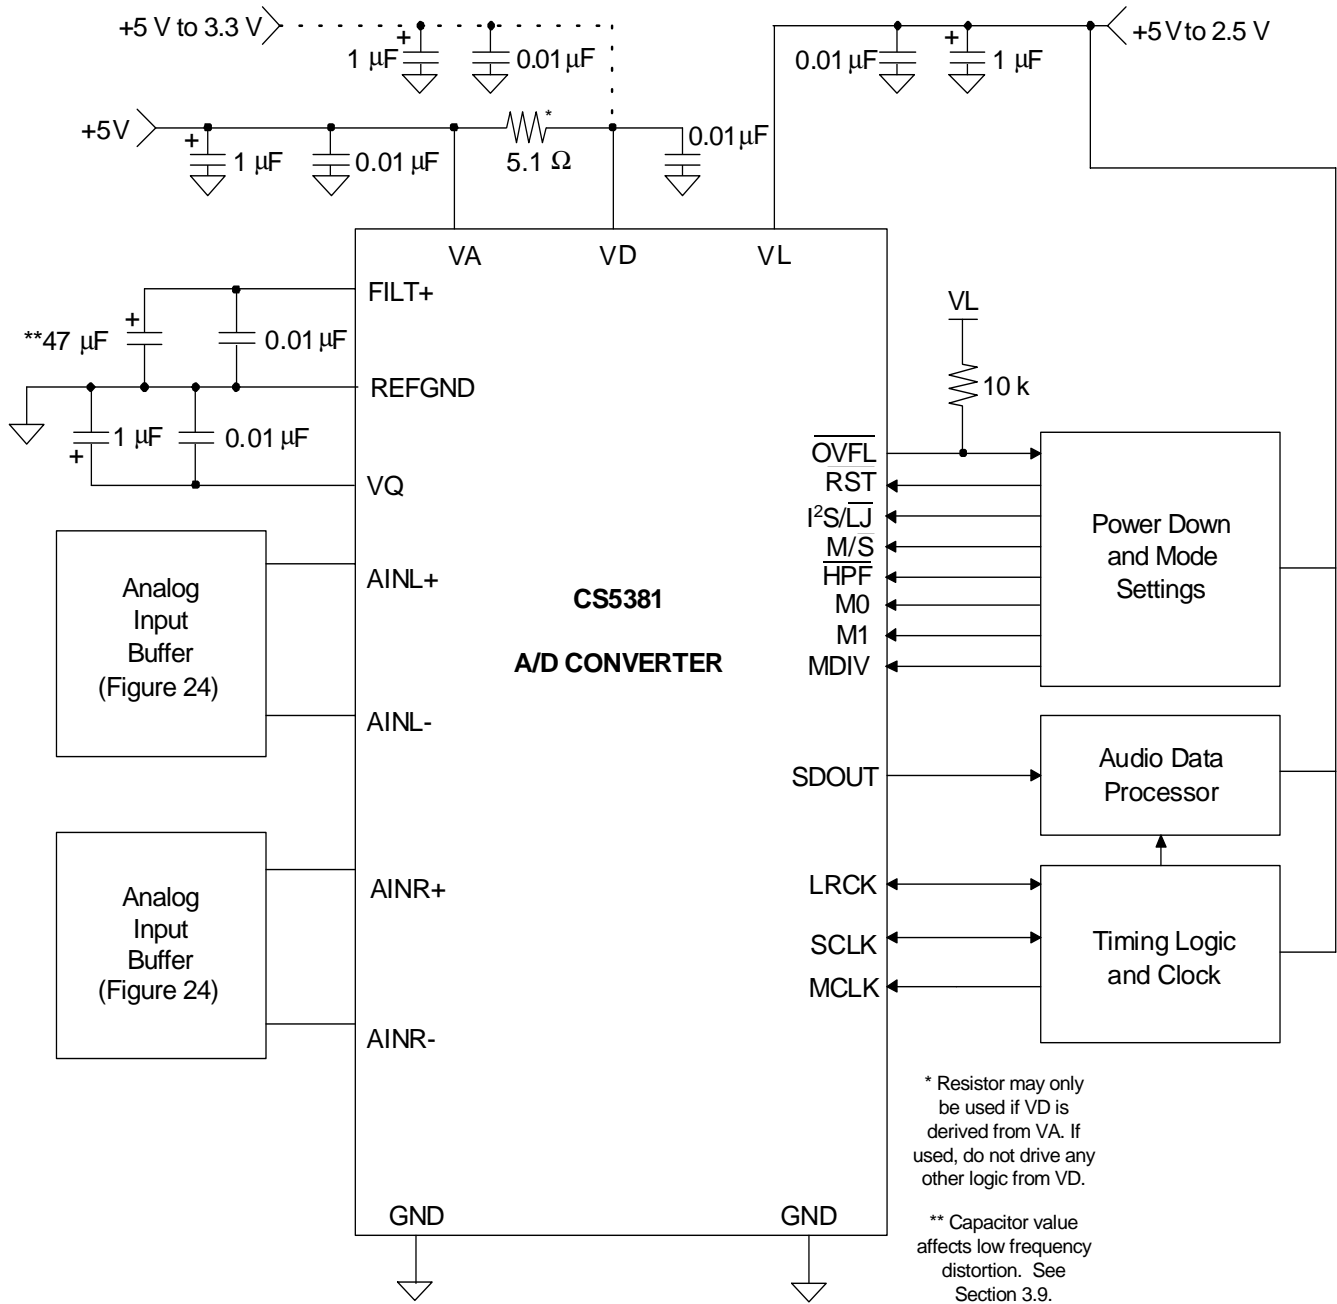 +5 V to 3.3 V
+
1 µF
0.01 µF
0.01 µF
+
1 µF
+5 V to 2.5 V
+5 V
+
1 µF
0.01 µF
*
5.1 Ω
0.01 µF
VA
VD
VL
FILT+
+
**47 µF
0.01 µF
REFGND
1 µF
+
0.01 µF
VQ
VL
10 k
OVFL
RST
I²S/LJ
M/S
HPF
M0
M1
MDIV
Power Down
and Mode
Settings
Analog
Input
Buffer
(Figure 24)
AINL+
AINL-
CS5381
A/D CONVERTER
SDOUT
Audio Data
Processor
Analog
Input
Buffer
(Figure 24)
AINR+
AINR-
LRCK
SCLK
MCLK
Timing Logic
and Clock
* Resistor may only
be used if VD is
derived from VA. If
used, do not drive any
other logic from VD.
** Capacitor value
affects low frequency
distortion. See
Section 3.9.
GND
GND